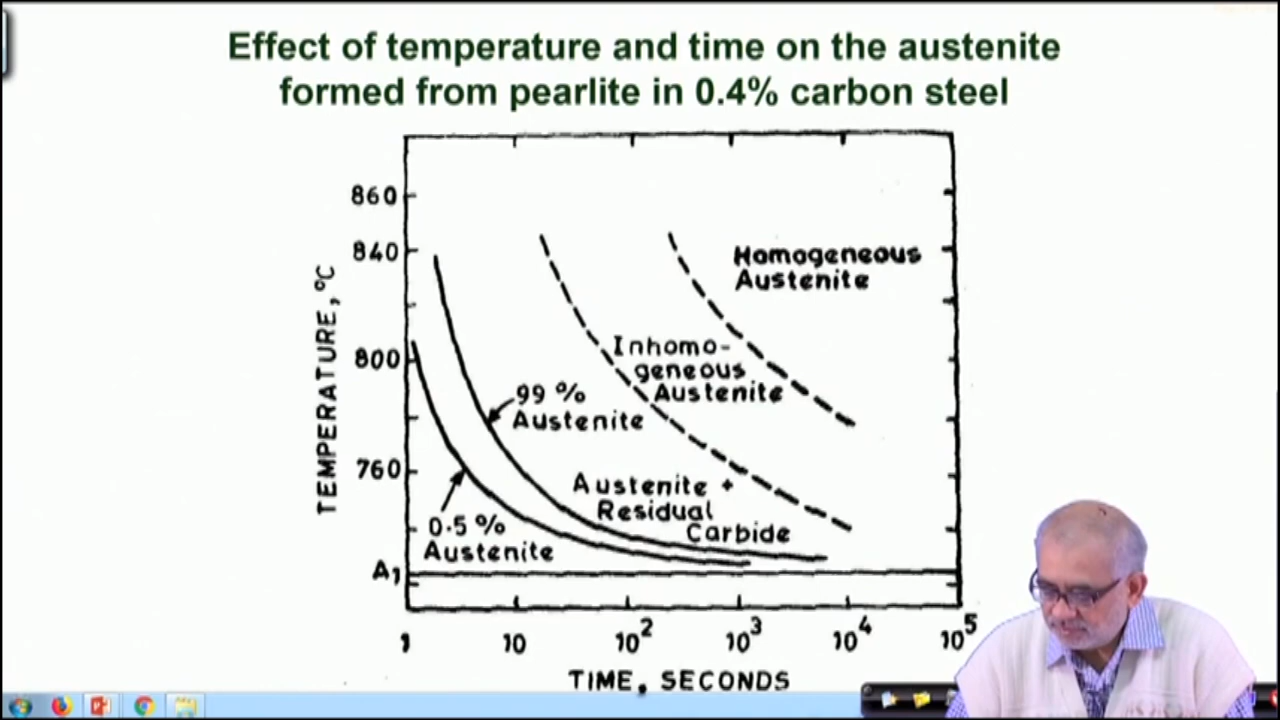 Effect of temperature and time on the austenite
formed from pearlite in 0.4% carbon steel
860
840
800
760
A₁
TEMPERATURE, °C
Homogeneous
Austenite
Inhomo-
geneous
Austenite
99 %
Austenite
Austenite +
Residual
Carbide
0.5 %
Austenite
1 10 10² 10³ 10⁴ 10⁵
TIME, SECONDS